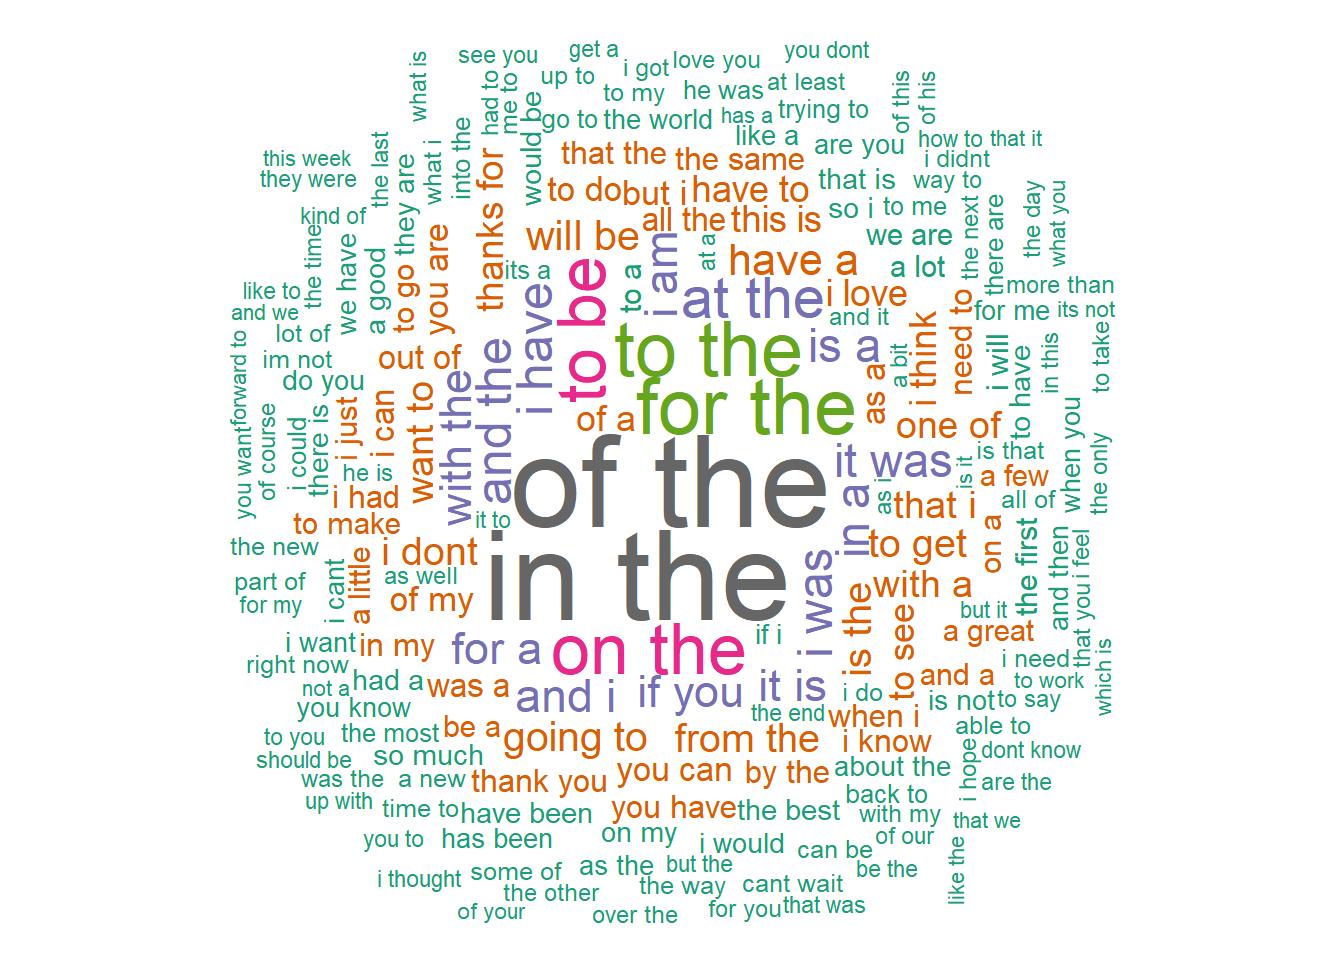 see you
get a
love you
you dont
what is
up to
i got
he was
at least
had to
me to
to my
has a
trying to
of this
of his
would be
go to
the world
like a
are you
how to
that it
i didnt
this week
they were
the last
they are
what i
into the
thanks for
that the
the same
to do
but i
have to
that is
way to
kind of
the time
we have
a good
to go
you are
will be
all the
this is
so i
to me
we are
the next
there are
the day
what you
its a
to be
to a
i am
at a
have a
a lot
like to
and we
at the
i love
and it
more than
for me
its not
lot of
im not
out of
i have
to the
is a
a bit
i think
need to
i will
to have
in this
to take
forward to
do you
you want
of course
i could
there is
i just
i can
want to
with the
and the
of a
for the
as a
one of
when you
the only
he is
i had
to make
it to
of the
it was
is that
is it
a few
as i
that i
all of
in a
the new
i dont
in the
to get
on a
the first
and then
i feel
part of
for my
i cant
a little
as well
of my
with a
but it
that you
i want
in my
for a
on the
if i
i was
is the
to see
a great
i need
to work
which is
right now
not a
had a
was a
and i
if you
it is
i do
and a
is not
to say
you know
the end
when i
able to
to you
the most
be a
going to
from the
i know
dont know
should be
so much
was the
a new
thank you
you can
by the
about the
i hope
are the
up with
time to
have been
you have
the best
back to
with my
that we
you to
has been
on my
i would
can be
of our
i thought
some of
as the
but the
be the
like the
the other
the way
cant wait
of your
over the
for you
that was